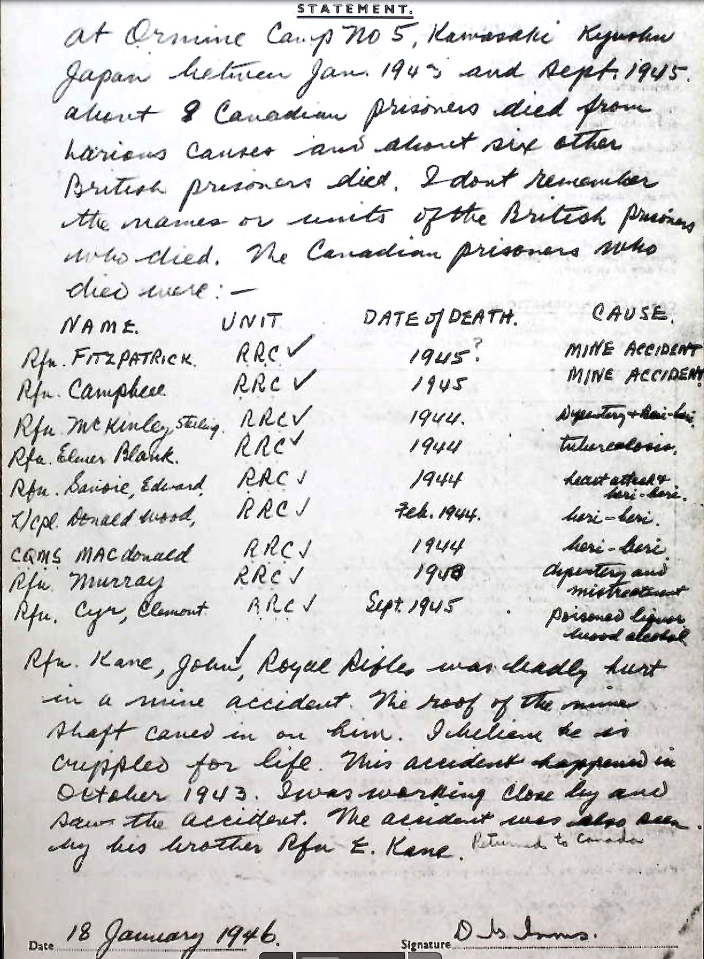 STATEMENT.
at Ormine Camp No 5, Kawasaki Kyushu
Japan between Jan. 1943 and Sept. 1945.
about 8 Canadian prisoners died from
various causes and about six other
British prisoners died. I dont remember
the names or units of the British prisoners
who died. The Canadian prisoners who
died were:—
NAME. UNIT DATE of DEATH. CAUSE.
Rfn. FITZPATRICK. RRC ✓ 1945? MINE ACCIDENT
Rfn. Campbell RRC ✓ 1945 MINE ACCIDENT
Rfn. McKinley, Sterling. RRC ✓ 1944. Dysentery + beri-beri.
Rfn. Elmer Blank. RRC ✓ 1944 tuberculosis.
Rfn. Savoie, Edward, RRC ✓ 1944 heart attack + beri-beri.
L/cpl. Donald Wood, RRC ✓ Feb. 1944. beri-beri.
CQMS MACdonald RRC ✓ 1944 beri-beri.
Rfn. Murray RRC ✓ 1943 dysentery and mistreatment
Rfn. Cyr, Clemont RRC ✓ Sept. 1945 Poisoned liquor wood alcohol
Rfn. Kane, John, Royal Rifles was badly hurt
in a mine accident. The roof of the mine
shaft caved in on him. I believe he is
crippled for life. This accident happened in
October 1943. I was working close by and
saw the accident. The accident was also seen
by his brother Rfn E. Kane. Returned to Canada
Date 18 January 1946. Signature D.